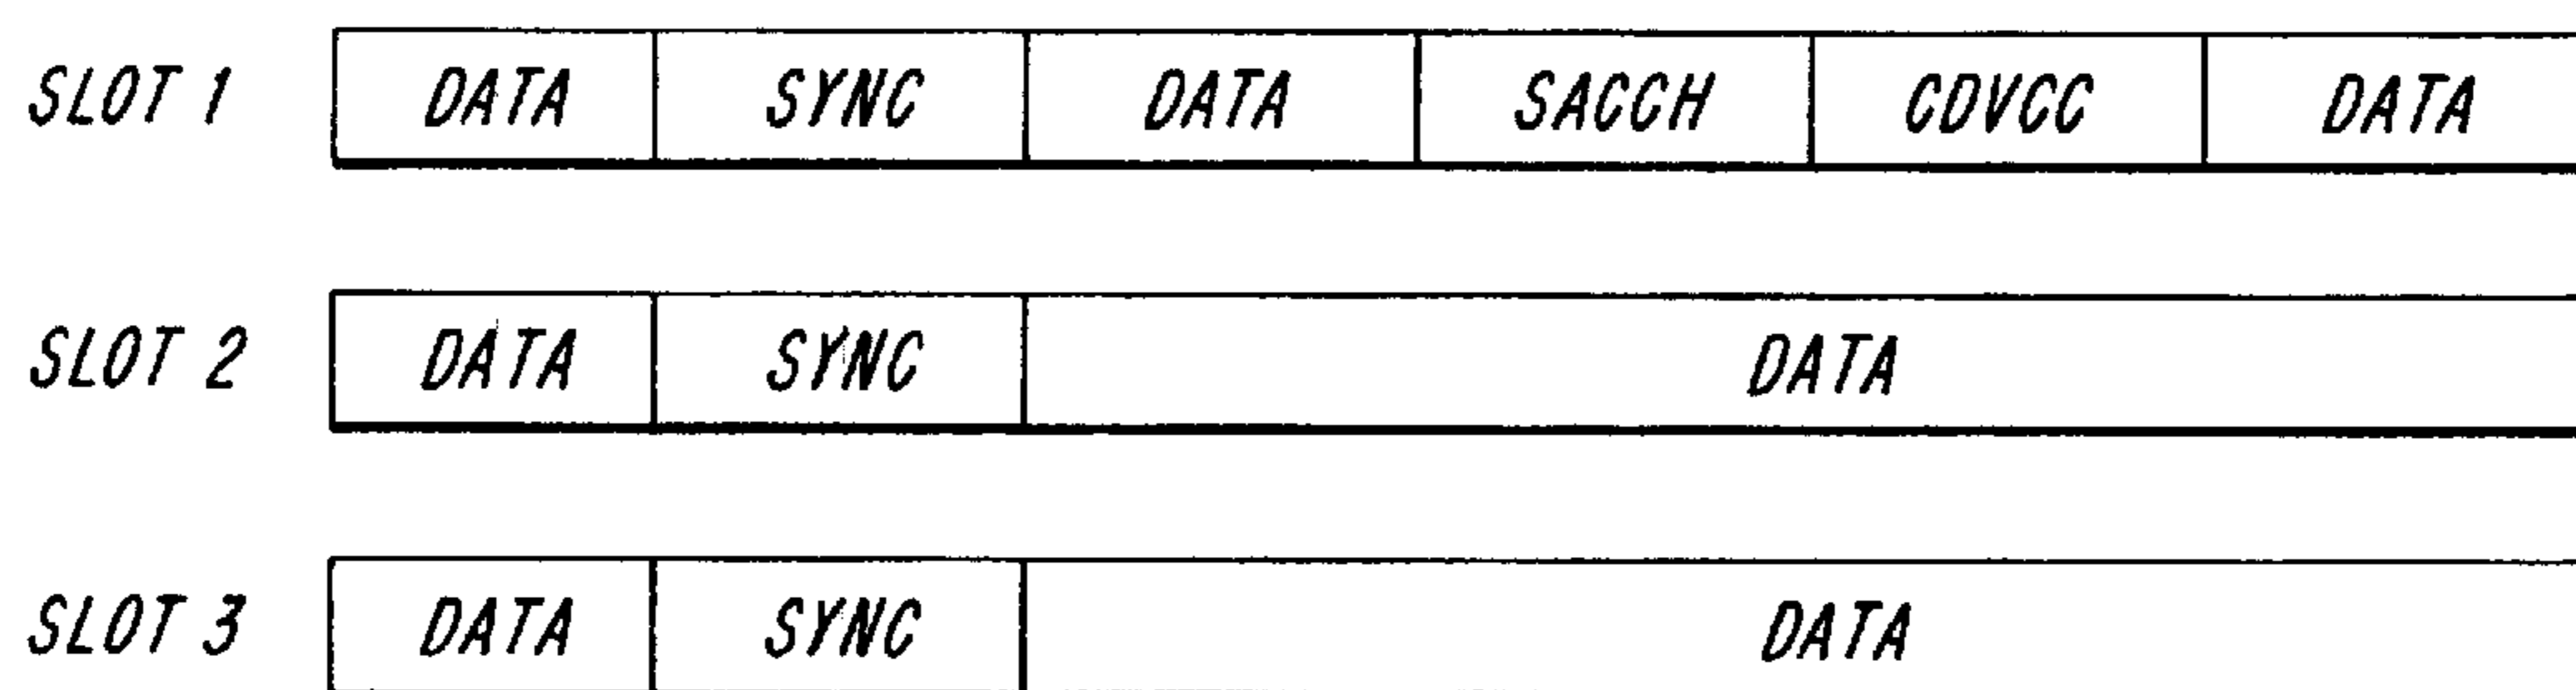 SLOT 1 DATA SYNC DATA SACCH CDVCC DATA
SLOT 2 DATA SYNC DATA
SLOT 3 DATA SYNC DATA